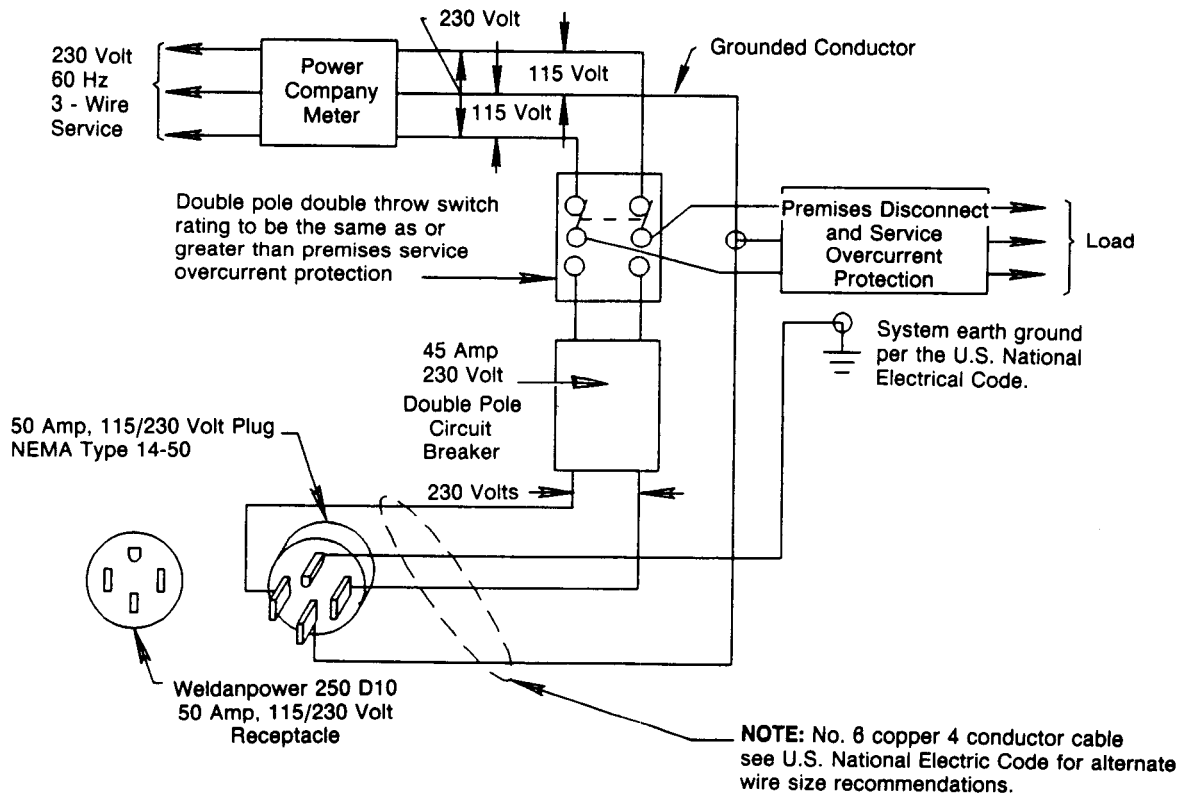 230 Volt
60 Hz
3 - Wire
Service
Power
Company
Meter
230 Volt
115 Volt
115 Volt
Grounded Conductor
Double pole double throw switch
rating to be the same as or
greater than premises service
overcurrent protection
Premises Disconnect
and Service
Overcurrent
Protection
Load
System earth ground
per the U.S. National
Electrical Code.
45 Amp
230 Volt
Double Pole
Circuit
Breaker
50 Amp, 115/230 Volt Plug
NEMA Type 14-50
230 Volts
Weldanpower 250 D10
50 Amp, 115/230 Volt
Receptacle
NOTE: No. 6 copper 4 conductor cable
see U.S. National Electric Code for alternate
wire size recommendations.